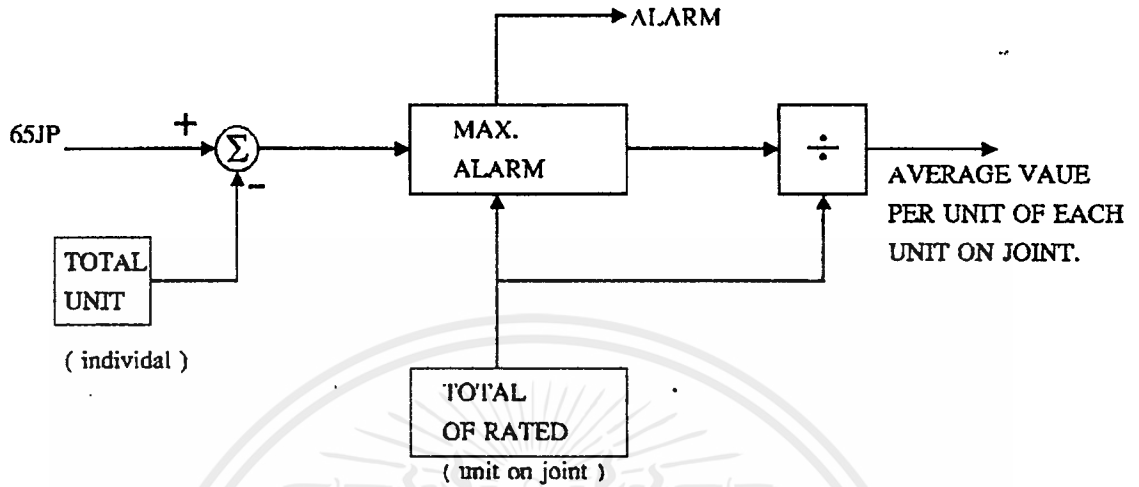 ALARM
65JP
+
Σ
−
MAX.
ALARM
÷
AVERAGE VAUE
PER UNIT OF EACH
UNIT ON JOINT.
TOTAL
UNIT
( individal )
TOTAL
OF RATED
( unit on joint )